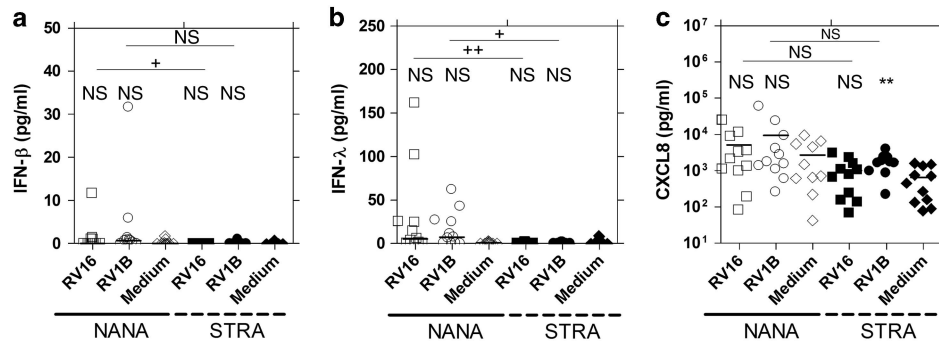 a
50
40
30
20
10
0
IFN-β (pg/ml)
NS
+
NS NS NS NS
RV16 RV1B Medium RV16 RV1B Medium
NANA STRA
b
250
200
150
100
50
0
IFN-λ (pg/ml)
+
++
NS NS NS NS
RV16 RV1B Medium RV16 RV1B Medium
NANA STRA
c
10⁷
10⁶
10⁵
10⁴
10³
10²
10¹
CXCL8 (pg/ml)
NS
NS
NS NS NS **
RV16 RV1B Medium RV16 RV1B Medium
NANA STRA